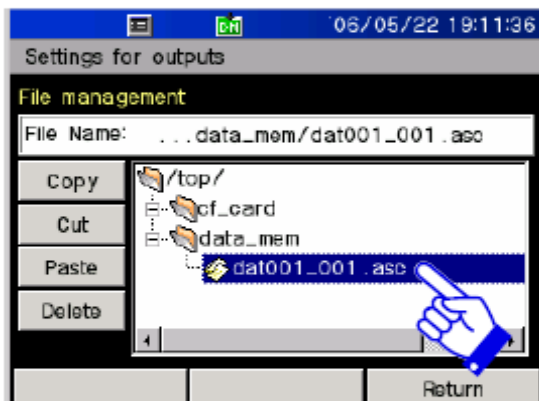 '06/05/22 19:11:36
Settings for outputs
File management
File Name: ...data_mem/dat001_001.asc
Copy
Cut
Paste
Delete
/top/
cf_card
data_mem
dat001_001.asc
Return